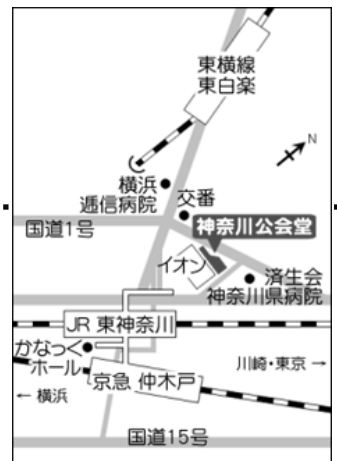 東横線
東白楽
N
横浜
逓信病院
交番
国道1号
神奈川公会堂
イオン
済生会
神奈川県病院
JR 東神奈川
かなっく
ホール
川崎・東京 →
京急 仲木戸
← 横浜
国道15号